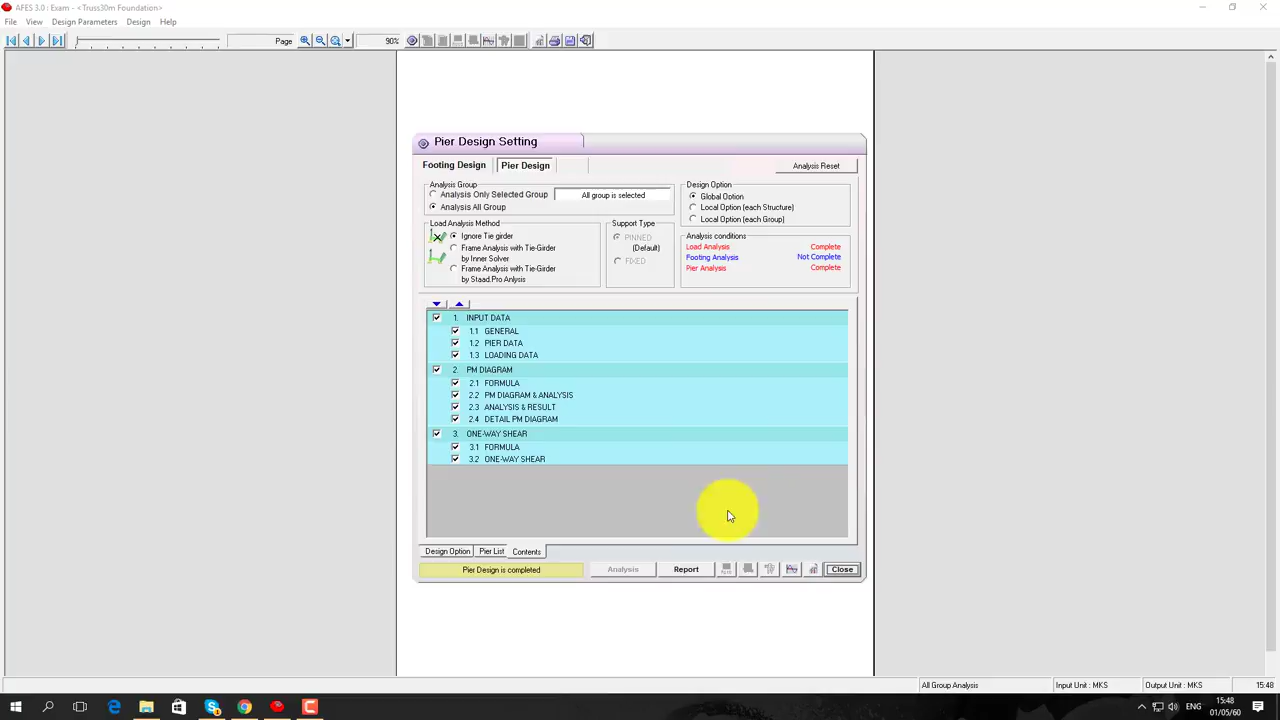 AFES 3.0 : Exam - <Truss30m Foundation>
File View Design Parameters Design Help
Page 90%
Pier Design Setting
Footing Design Pier Design Analysis Reset
Analysis Group
Analysis Only Selected Group All group is selected
Analysis All Group
Design Option
Global Option
Local Option (each Structure)
Local Option (each Group)
Load Analysis Method
Ignore Tie girder
Frame Analysis with Tie-Girder
by Inner Solver
Frame Analysis with Tie-Girder
by Staad.Pro Anlysis
Support Type
PINNED
(Default)
FIXED
Analysis conditions
Load Analysis Complete
Footing Analysis Not Complete
Pier Analysis Complete
1. INPUT DATA
1.1 GENERAL
1.2 PIER DATA
1.3 LOADING DATA
2. PM DIAGRAM
2.1 FORMULA
2.2 PM DIAGRAM & ANALYSIS
2.3 ANALYSIS & RESULT
2.4 DETAIL PM DIAGRAM
3. ONE-WAY SHEAR
3.1 FORMULA
3.2 ONE-WAY SHEAR
Design Option Pier List Contents
Pier Design is completed Analysis Report Close
All Group Analysis Input Unit : MKS Output Unit : MKS 15:48
ENG 15:48
01/05/60